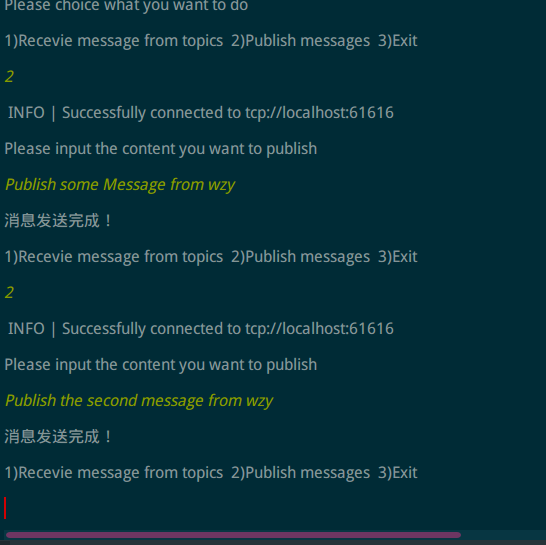 Please choice what you want to do
1)Recevie message from topics 2)Publish messages 3)Exit
2
INFO | Successfully connected to tcp://localhost:61616
Please input the content you want to publish
Publish some Message from wzy
消息发送完成！
1)Recevie message from topics 2)Publish messages 3)Exit
2
INFO | Successfully connected to tcp://localhost:61616
Please input the content you want to publish
Publish the second message from wzy
消息发送完成！
1)Recevie message from topics 2)Publish messages 3)Exit